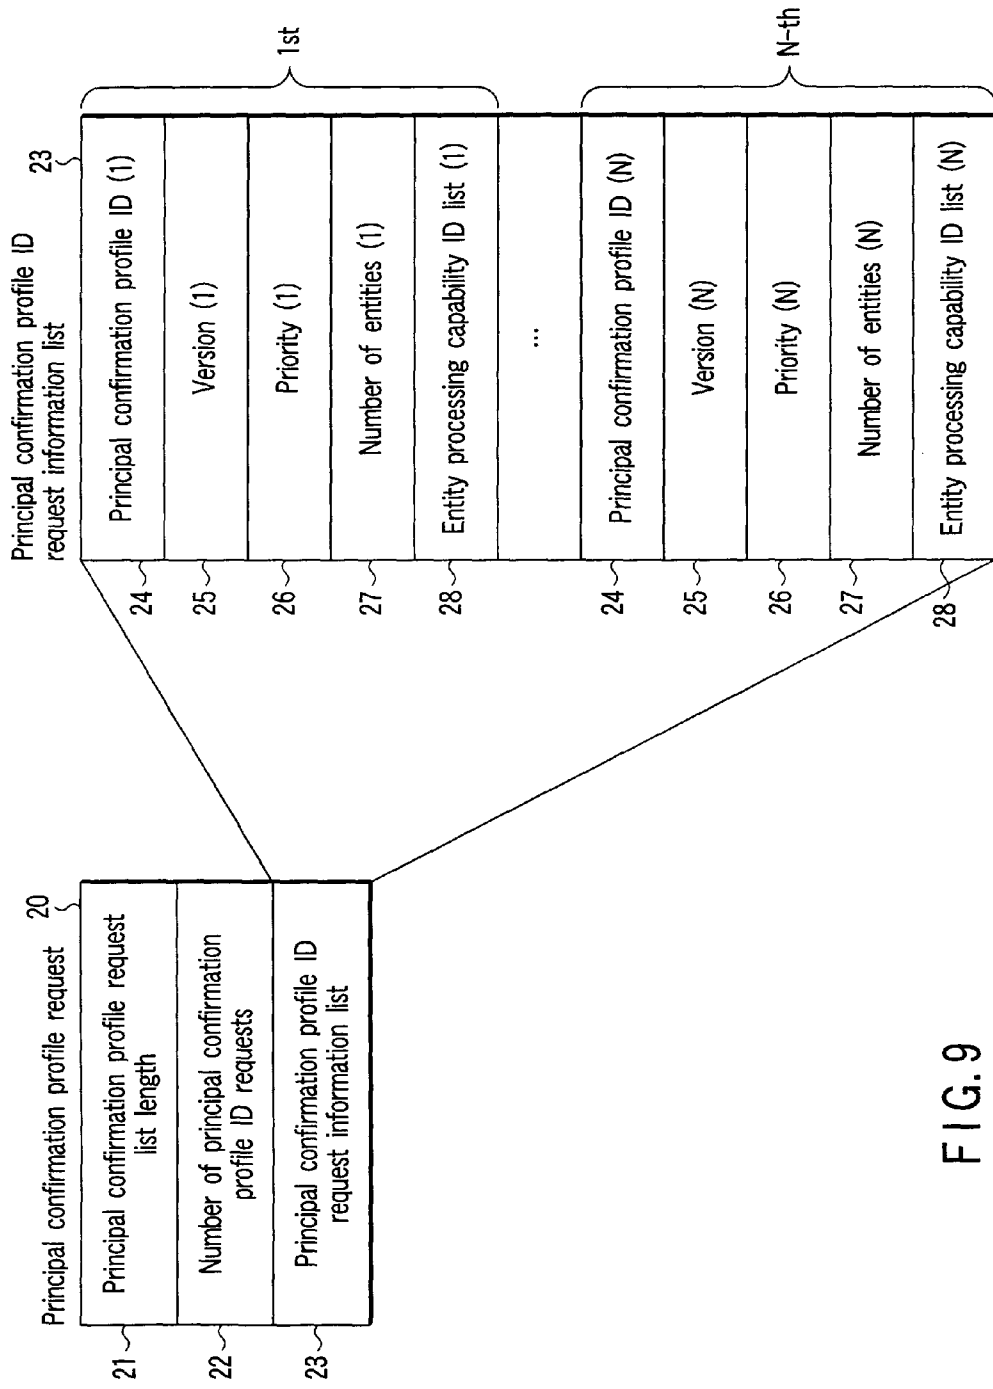 Principal confirmation profile request
20
21
Principal confirmation profile request
list length
22
Number of principal confirmation
profile ID requests
23
Principal confirmation profile ID
request information list
Principal confirmation profile ID
request information list
23
24
Principal confirmation profile ID (1)
25
Version (1)
26
Priority (1)
27
Number of entities (1)
28
Entity processing capability ID list (1)
1st
...
24
Principal confirmation profile ID (N)
25
Version (N)
26
Priority (N)
27
Number of entities (N)
28
Entity processing capability ID list (N)
N-th
FIG.9